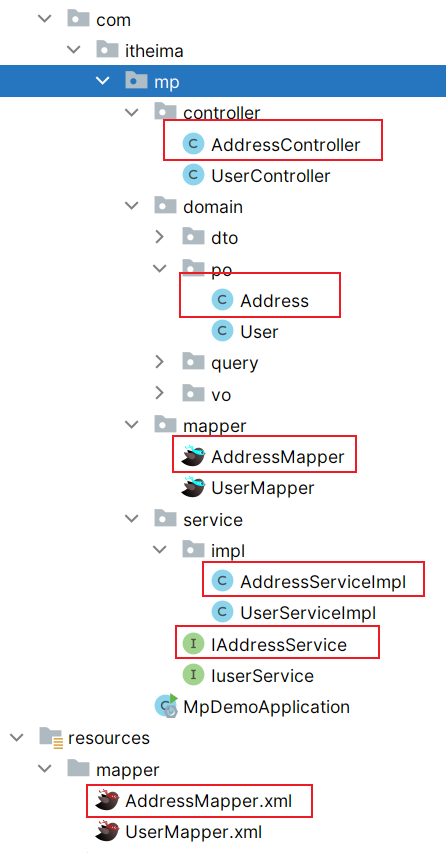 com
itheima
mp
controller
C AddressController
C UserController
domain
dto
po
C Address
C User
query
vo
mapper
AddressMapper
UserMapper
service
impl
C AddressServiceImpl
C UserServiceImpl
I IAddressService
I IuserService
C MpDemoApplication
resources
mapper
AddressMapper.xml
UserMapper.xml